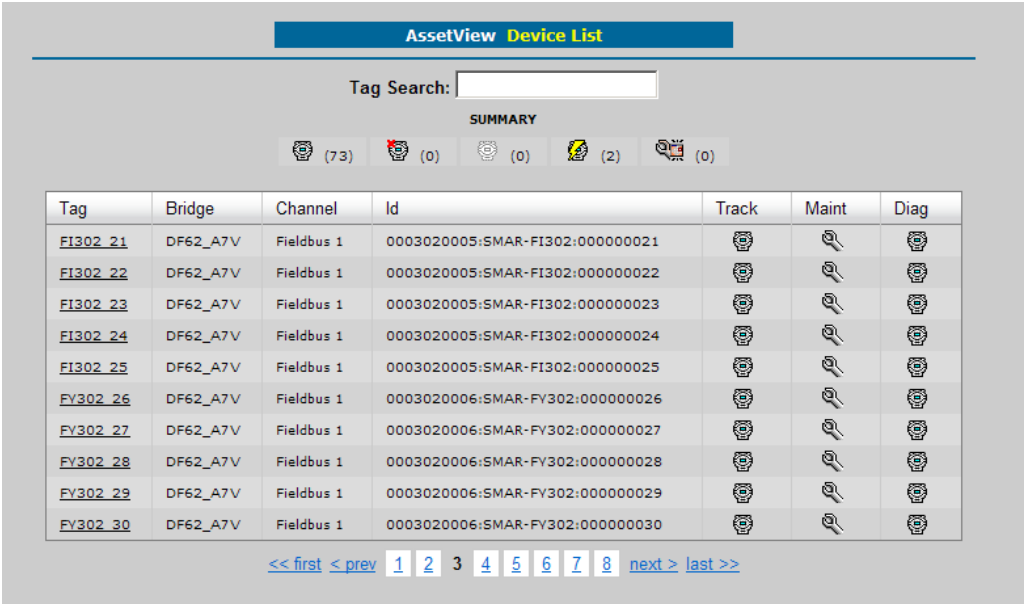 AssetView Device List
Tag Search:
SUMMARY
(73) (0) (0) (2) (0)
Tag Bridge Channel Id Track Maint Diag
FI302_21 DF62_A7V Fieldbus 1 0003020005:SMAR-FI302:000000021
FI302_22 DF62_A7V Fieldbus 1 0003020005:SMAR-FI302:000000022
FI302_23 DF62_A7V Fieldbus 1 0003020005:SMAR-FI302:000000023
FI302_24 DF62_A7V Fieldbus 1 0003020005:SMAR-FI302:000000024
FI302_25 DF62_A7V Fieldbus 1 0003020005:SMAR-FI302:000000025
FY302_26 DF62_A7V Fieldbus 1 0003020006:SMAR-FY302:000000026
FY302_27 DF62_A7V Fieldbus 1 0003020006:SMAR-FY302:000000027
FY302_28 DF62_A7V Fieldbus 1 0003020006:SMAR-FY302:000000028
FY302_29 DF62_A7V Fieldbus 1 0003020006:SMAR-FY302:000000029
FY302_30 DF62_A7V Fieldbus 1 0003020006:SMAR-FY302:000000030
<< first < prev 1 2 3 4 5 6 7 8 next > last >>